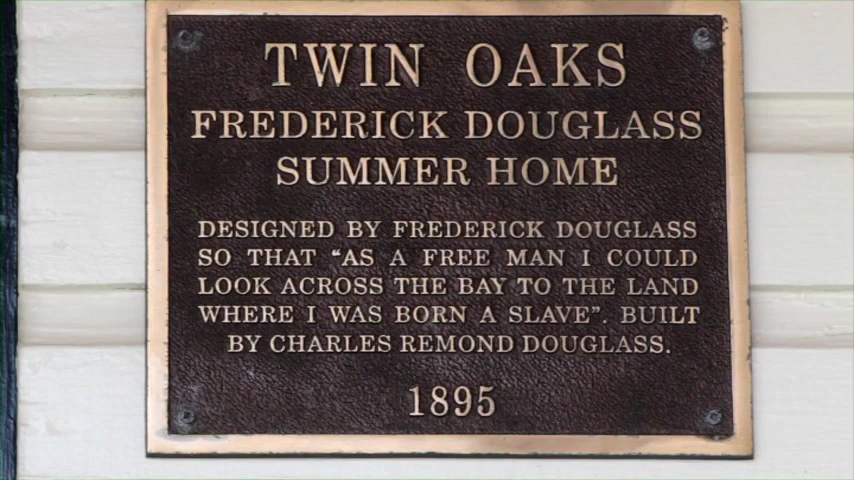 TWIN OAKS
FREDERICK DOUGLASS
SUMMER HOME
DESIGNED BY FREDERICK DOUGLASS
SO THAT “AS A FREE MAN I COULD
LOOK ACROSS THE BAY TO THE LAND
WHERE I WAS BORN A SLAVE”. BUILT
BY CHARLES REMOND DOUGLASS.
1895